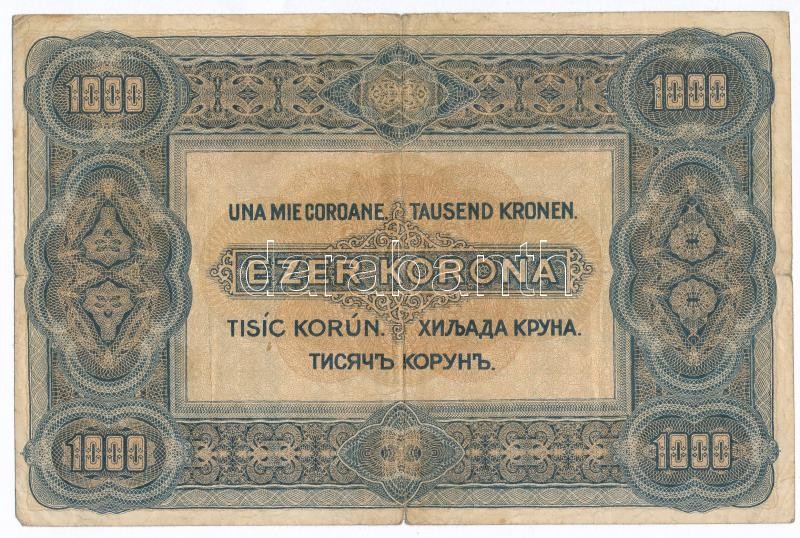 1000 1000
UNA MIE COROANE. TAUSEND KRONEN.
EZER KORONA
TISÍC KORÚN. ХИЉАДА КРУНА.
ТИСЯЧЪ КОРУНЪ.
1000 1000